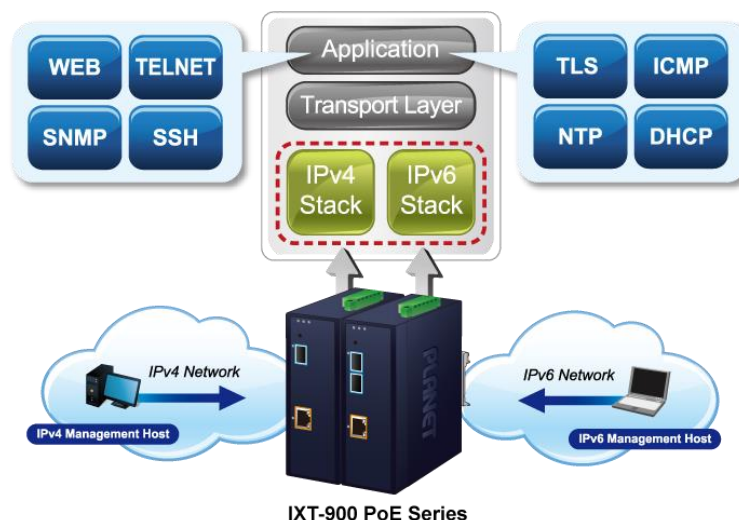 WEB
TELNET
SNMP
SSH
Application
Transport Layer
IPv4
Stack
IPv6
Stack
TLS
ICMP
NTP
DHCP
IPv4 Network
IPv4 Management Host
PLANET
IPv6 Network
IPv6 Management Host
IXT-900 PoE Series